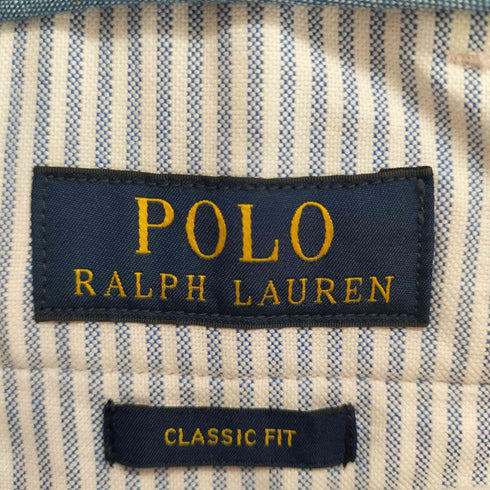 POLO
RALPH LAUREN
CLASSIC FIT